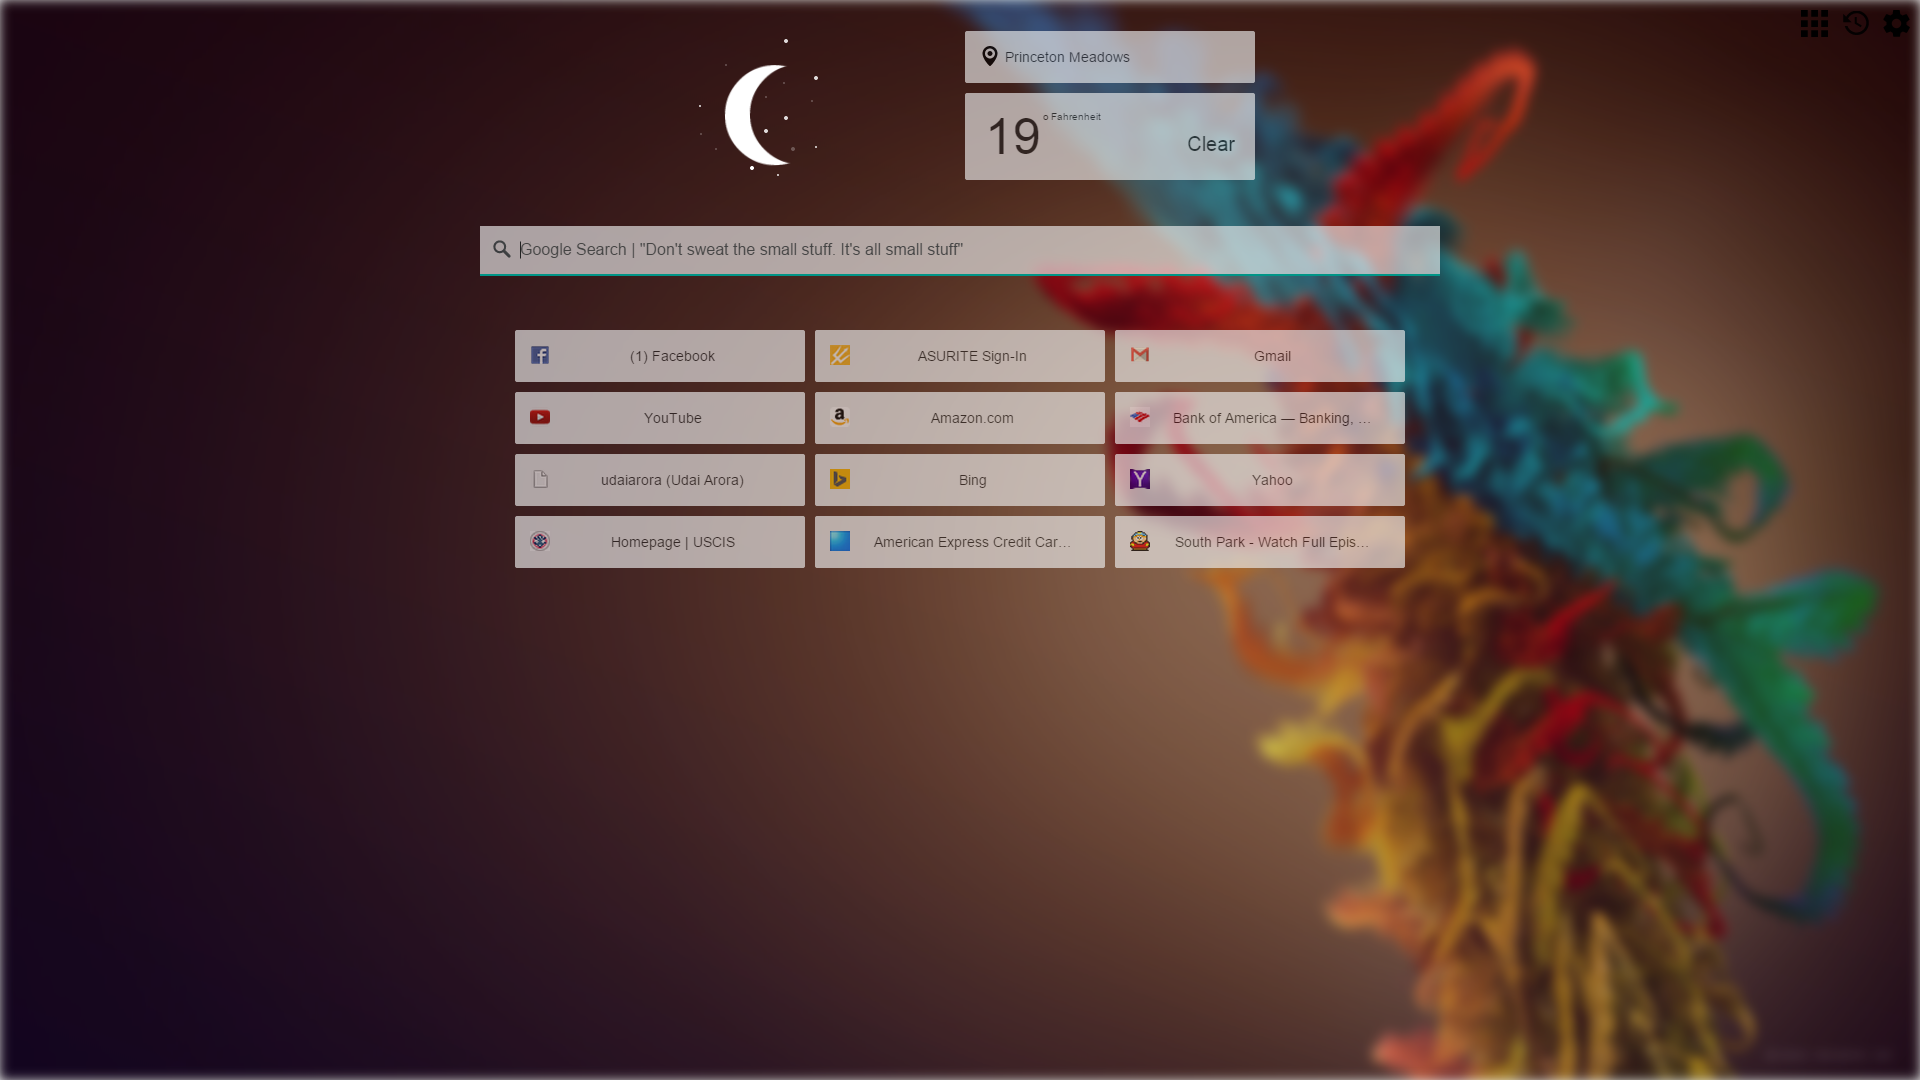 Princeton Meadows
19 o Fahrenheit
Clear
Google Search | "Don't sweat the small stuff. It's all small stuff"
(1) Facebook
ASURITE Sign-In
Gmail
YouTube
Amazon.com
Bank of America — Banking, ...
udaiarora (Udai Arora)
Bing
Yahoo
Homepage | USCIS
American Express Credit Car...
South Park - Watch Full Epis...